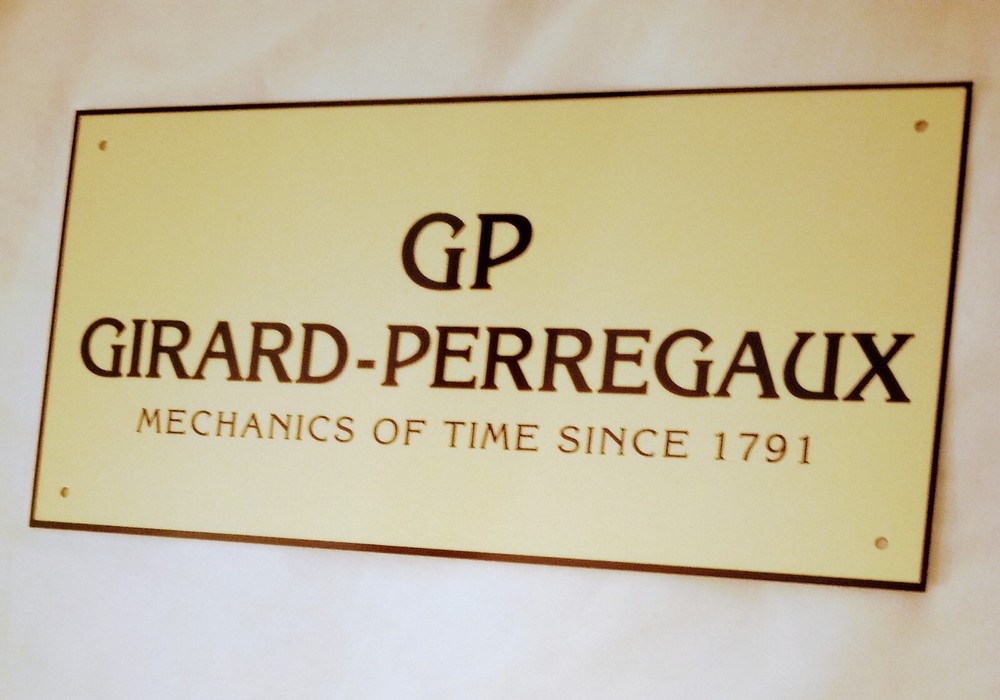 GP
GIRARD-PERREGAUX
MECHANICS OF TIME SINCE 1791